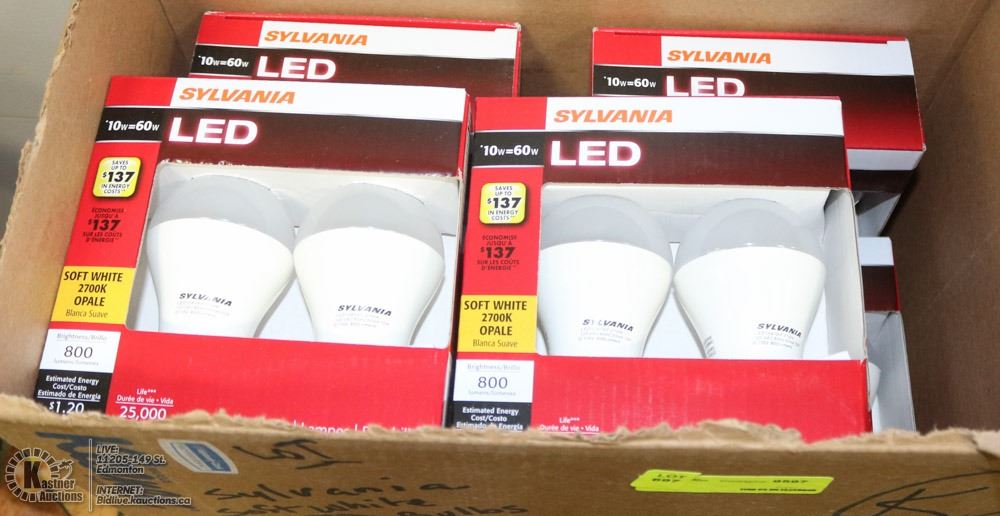 SYLVANIA
*10W=60W LED
SYLVANIA
*10W=60W LED
SYLVANIA
*10W=60W LED
SAVES
UP TO
$137
IN ENERGY
COSTS**
ÉCONOMISE
JUSQU'À
$137
SUR LES COÛTS
D'ÉNERGIE**
SOFT WHITE
2700K
OPALE
Blanca Suave
Brightness/Brillo
800
lumens/lúmenes
Estimated Energy
Cost/Costo
Estimado de Energía
$1.20
Life***
Durée de vie • Vida
25,000
SYLVANIA
SYLVANIA
SYLVANIA
*10W=60W LED
SAVES
UP TO
$137
IN ENERGY
COSTS**
ÉCONOMISE
JUSQU'À
$137
SUR LES COÛTS
D'ÉNERGIE**
SOFT WHITE
2700K
OPALE
Blanca Suave
Brightness/Brillo
800
lumens/lúmenes
Estimated Energy
Cost/Costo
Estimado de Energía
Life***
Durée de vie • Vida
SYLVANIA
SYLVANIA
LOT
Sylvania
Soft White
Bulbs
Kastner
Auctions
LIVE:
11205-149 St.
Edmonton
INTERNET:
Bidlive.kauctions.ca